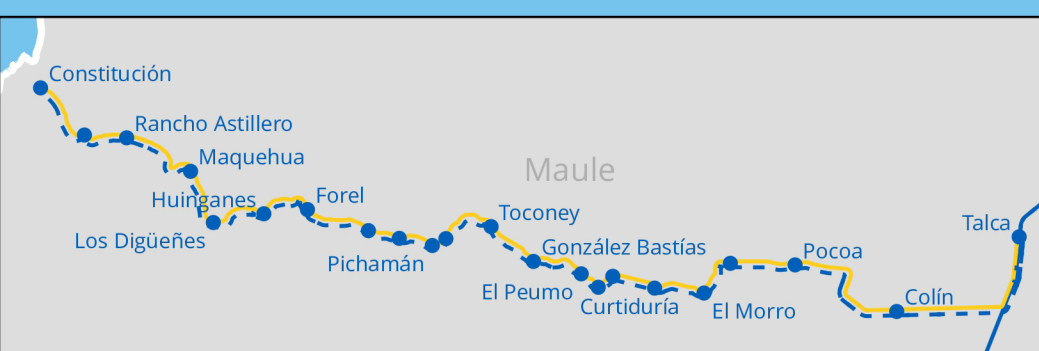 Constitución
Rancho Astillero
Maquehua
Maule
Huinganes
Forel
Toconey
Talca
Los Digüeñes
González Bastías
Pocoa
Pichamán
El Peumo
Colín
Curtiduría
El Morro